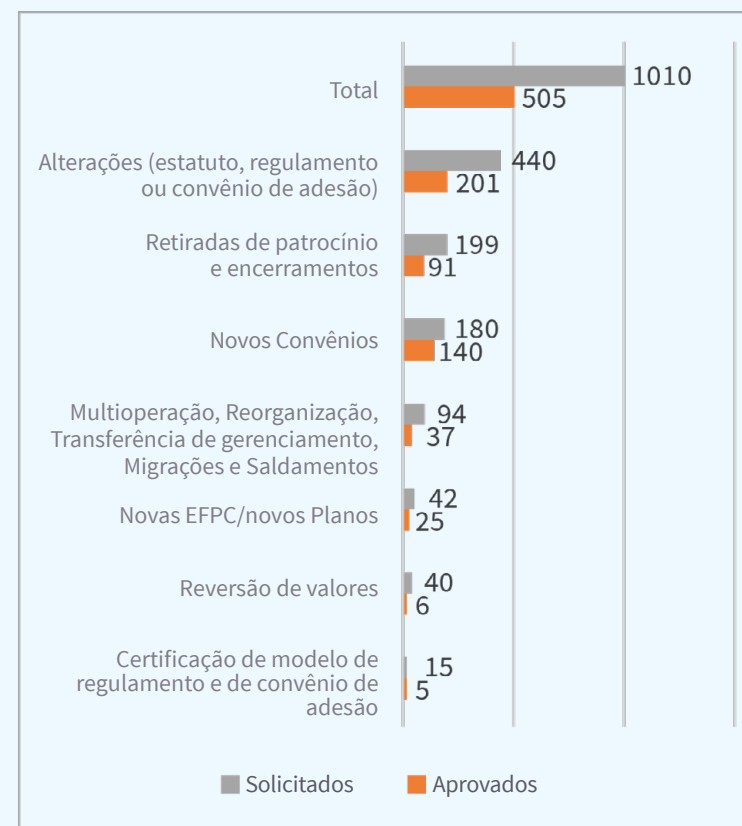 Total
1010
505
Alterações (estatuto, regulamento
ou convênio de adesão)
440
201
Retiradas de patrocínio
e encerramentos
199
91
Novos Convênios
180
140
Multioperação, Reorganização,
Transferência de gerenciamento,
Migrações e Saldamentos
94
37
Novas EFPC/novos Planos
42
25
Reversão de valores
40
6
Certificação de modelo de
regulamento e de convênio de
adesão
15
5
Solicitados
Aprovados